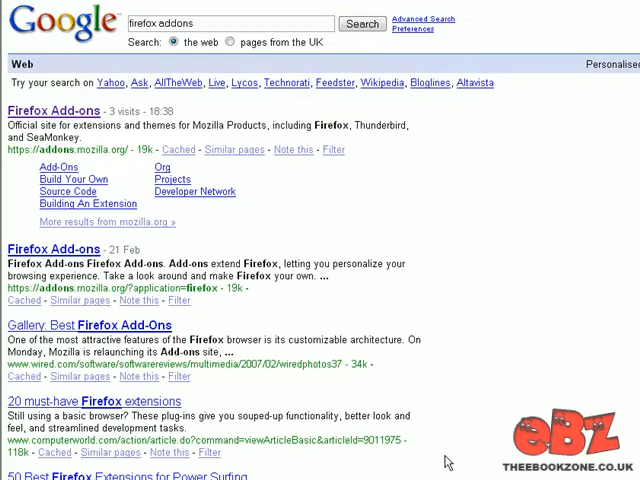 Google
firefox addons
Search
Advanced Search
Preferences
Search: the web pages from the UK
Web Personalised
Try your search on Yahoo, Ask, AllTheWeb, Live, Lycos, Technorati, Feedster, Wikipedia, Bloglines, Altavista
Firefox Add-ons - 3 visits - 18:38
Official site for extensions and themes for Mozilla Products, including Firefox, Thunderbird,
and SeaMonkey.
https://addons.mozilla.org/ - 19k - Cached - Similar pages - Note this - Filter
Add-Ons Org
Build Your Own Projects
Source Code Developer Network
Building An Extension
More results from mozilla.org »
Firefox Add-ons - 21 Feb
Firefox Add-ons Firefox Add-ons. Add-ons extend Firefox, letting you personalize your
browsing experience. Take a look around and make Firefox your own. ...
https://addons.mozilla.org/?application=firefox - 19k -
Cached - Similar pages - Note this - Filter
Gallery: Best Firefox Add-Ons
One of the most attractive features of the Firefox browser is its customizable architecture. On
Monday, Mozilla is relaunching its Add-ons site, ...
www.wired.com/software/softwarereviews/multimedia/2007/02/wiredphotos37 - 34k -
Cached - Similar pages - Note this - Filter
20 must-have Firefox extensions
Still using a basic browser? These plug-ins give you souped-up functionality, better look and
feel, and streamlined development tasks.
www.computerworld.com/action/article.do?command=viewArticleBasic&articleId=9011975 -
118k - Cached - Similar pages - Note this - Filter
50 Best Firefox Extensions for Power Surfing
eBz
THEEBOOKZONE.CO.UK